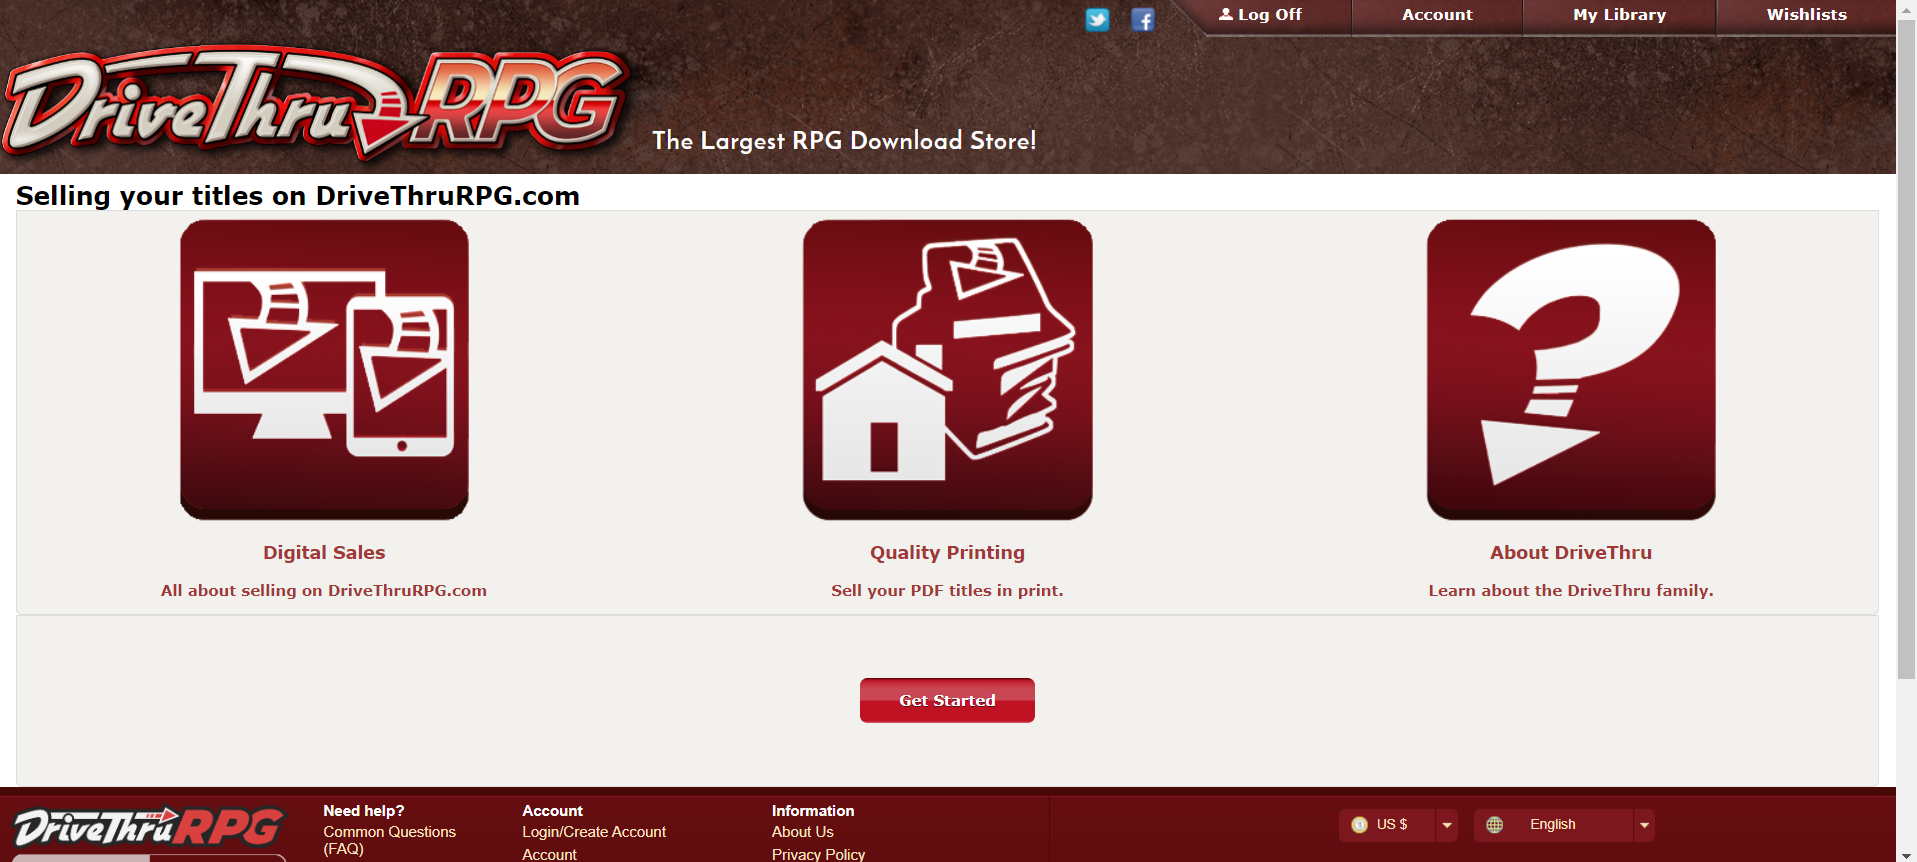 Log Off
Account
My Library
Wishlists
DriveThruRPG
The Largest RPG Download Store!
Selling your titles on DriveThruRPG.com
Digital Sales
Quality Printing
About DriveThru
All about selling on DriveThruRPG.com
Sell your PDF titles in print.
Learn about the DriveThru family.
Get Started
DriveThruRPG
Need help?
Common Questions
(FAQ)
Account
Login/Create Account
Account
Information
About Us
Privacy Policy
US $
English